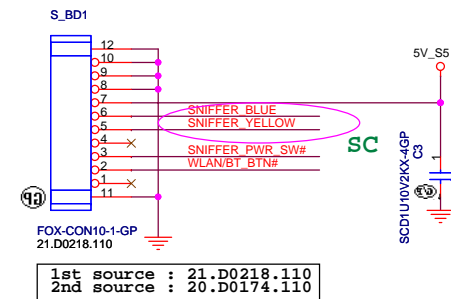 S_BD1
12
10
9
8
7
6
5
4
3
2
1
11
SNIFFER_BLUE
SNIFFER_YELLOW
SNIFFER_PWR_SW#
WLAN/BT_BTN#
SC
5V_S5
1
C3
2
SCD1U10V2KX-4GP
FOX-CON10-1-GP
21.D0218.110
1st source : 21.D0218.110
2nd source : 20.D0174.110